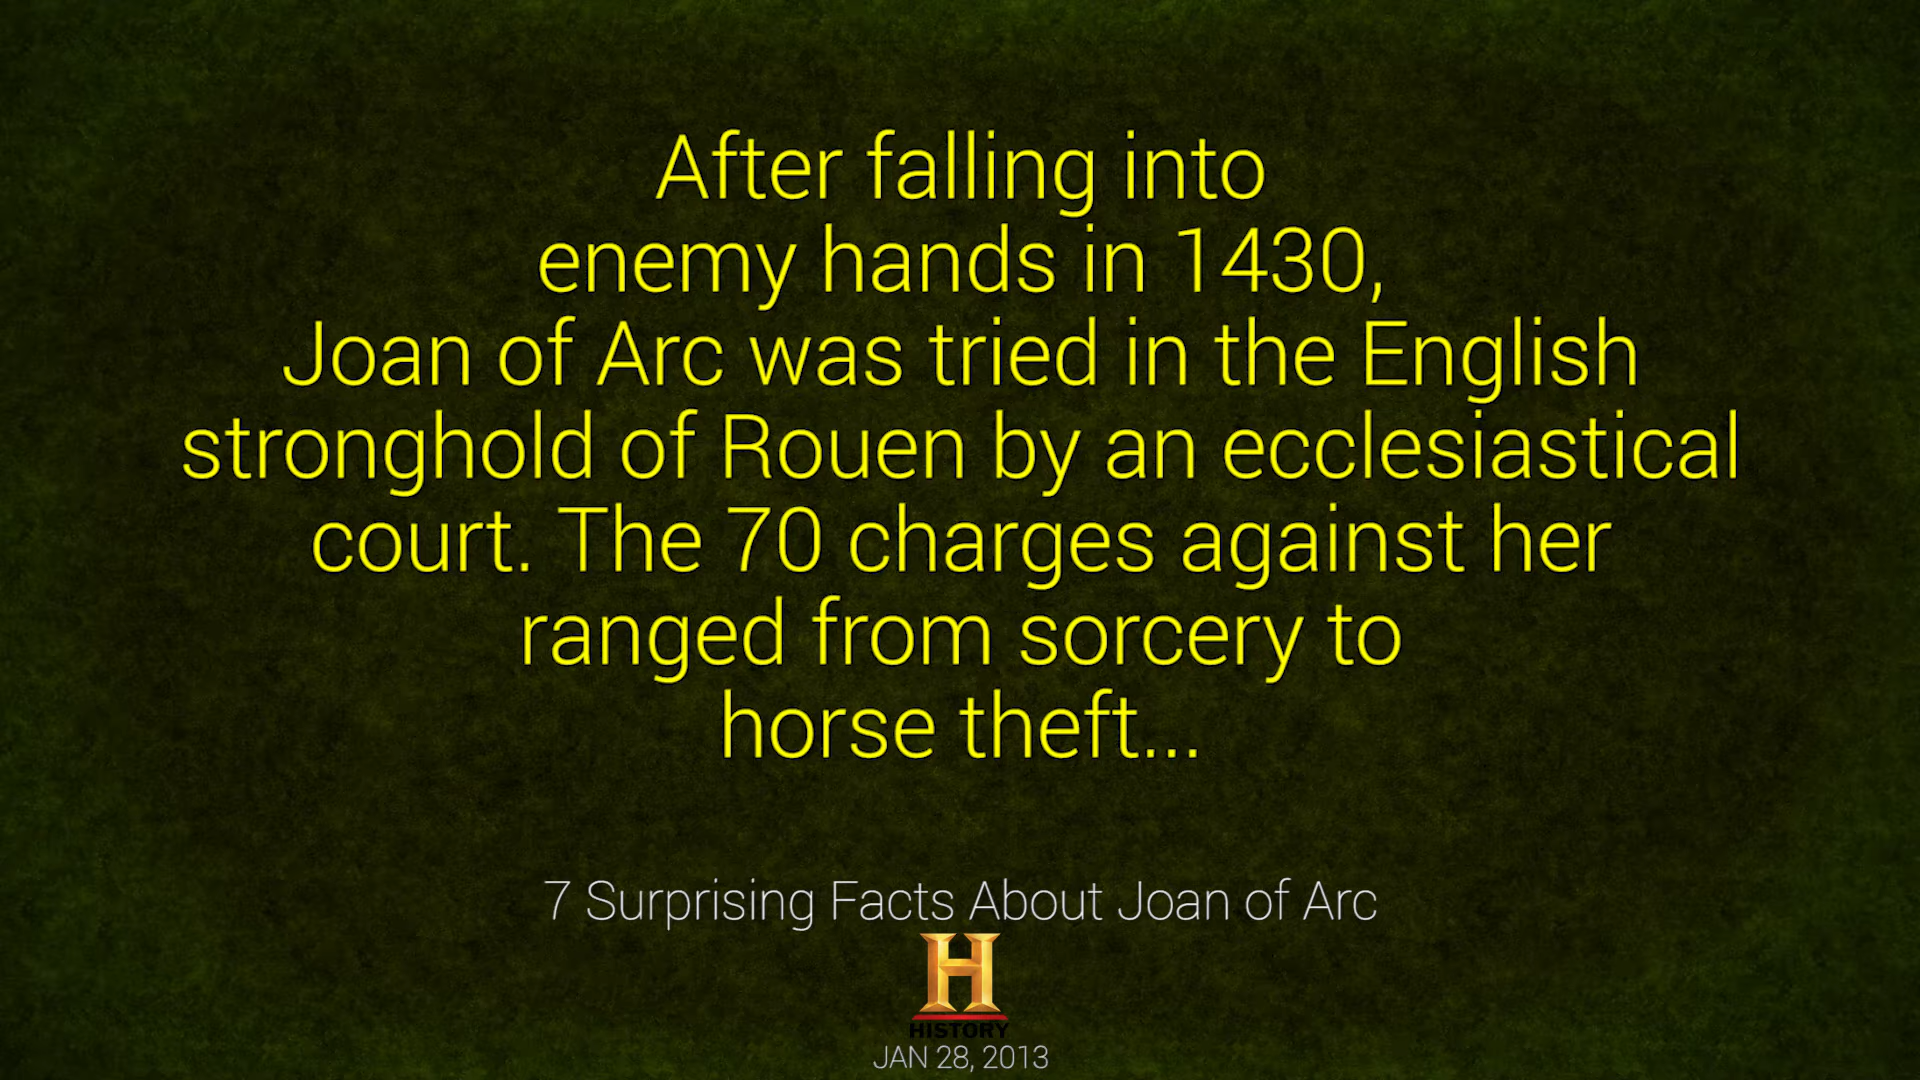 After falling into
enemy hands in 1430,
Joan of Arc was tried in the English
stronghold of Rouen by an ecclesiastical
court. The 70 charges against her
ranged from sorcery to
horse theft...
7 Surprising Facts About Joan of Arc
H
HISTORY
JAN 28, 2013